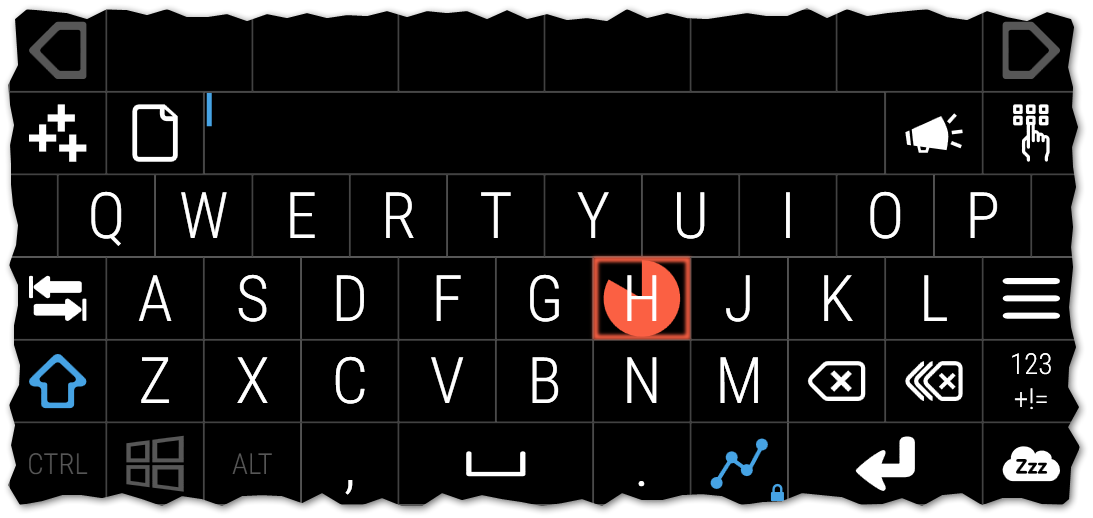 Q W E R T Y U I O P
A S D F G H J K L
Z X C V B N M 123
+!=
CTRL ALT , . Zzz